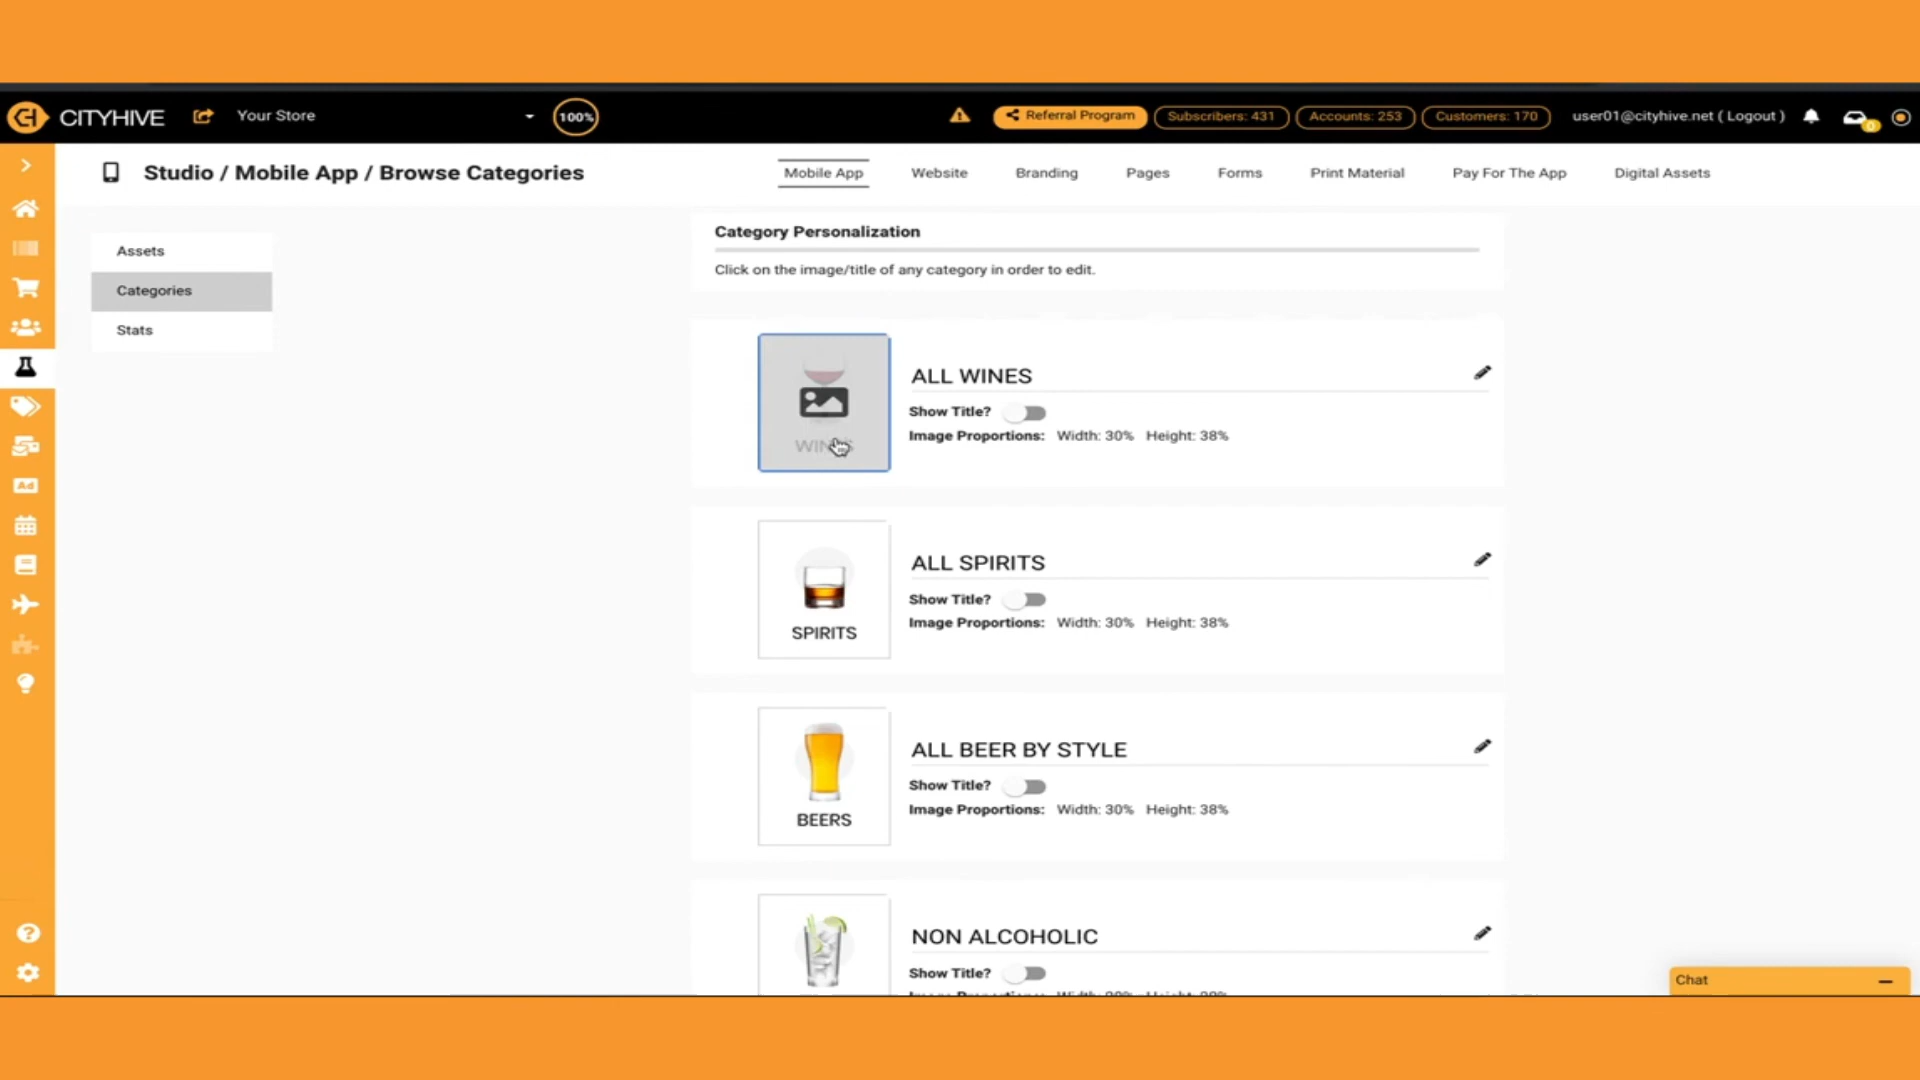 CITYHIVE
Your Store
100%
Referral Program
Subscribers: 431
Accounts: 253
Customers: 170
user01@cityhive.net ( Logout )
0
Studio / Mobile App / Browse Categories
Mobile App
Website
Branding
Pages
Forms
Print Material
Pay For The App
Digital Assets
Assets
Categories
Stats
Category Personalization
Click on the image/title of any category in order to edit.
ALL WINES
Show Title?
Image Proportions: Width: 30% Height: 38%
ALL SPIRITS
Show Title?
Image Proportions: Width: 30% Height: 38%
SPIRITS
ALL BEER BY STYLE
Show Title?
Image Proportions: Width: 30% Height: 38%
BEERS
NON ALCOHOLIC
Show Title?
Ad
Chat